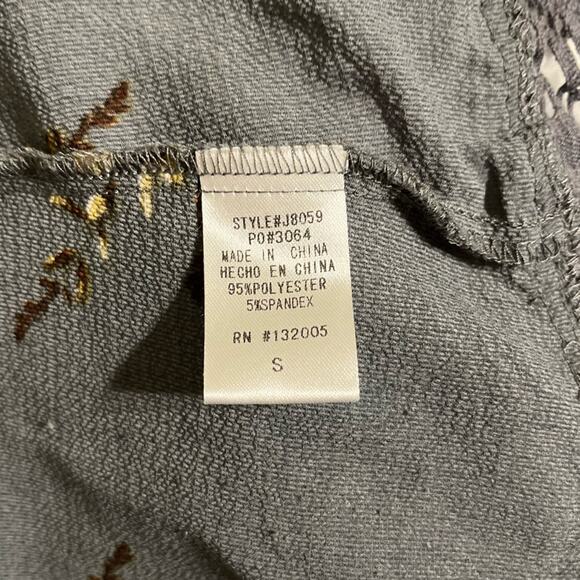 STYLE#J8059
PO#3064
MADE IN CHINA
HECHO EN CHINA
95%POLYESTER
5%SPANDEX
RN #132005
S